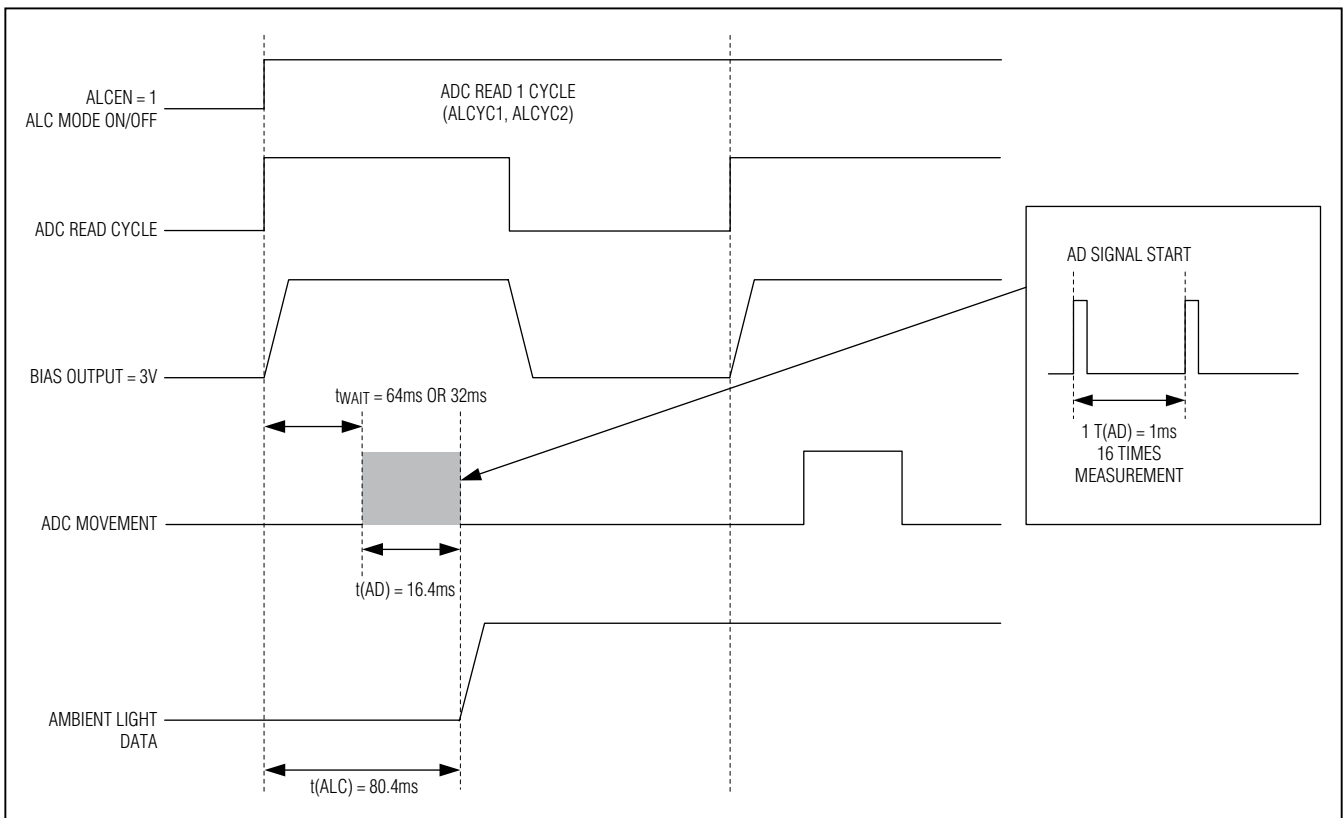 ALCEN = 1
ALC MODE ON/OFF
ADC READ 1 CYCLE
(ALCYC1, ALCYC2)
ADC READ CYCLE
AD SIGNAL START
BIAS OUTPUT = 3V
tWAIT = 64ms OR 32ms
1 T(AD) = 1ms
16 TIMES
MEASUREMENT
ADC MOVEMENT
t(AD) = 16.4ms
AMBIENT LIGHT
DATA
t(ALC) = 80.4ms